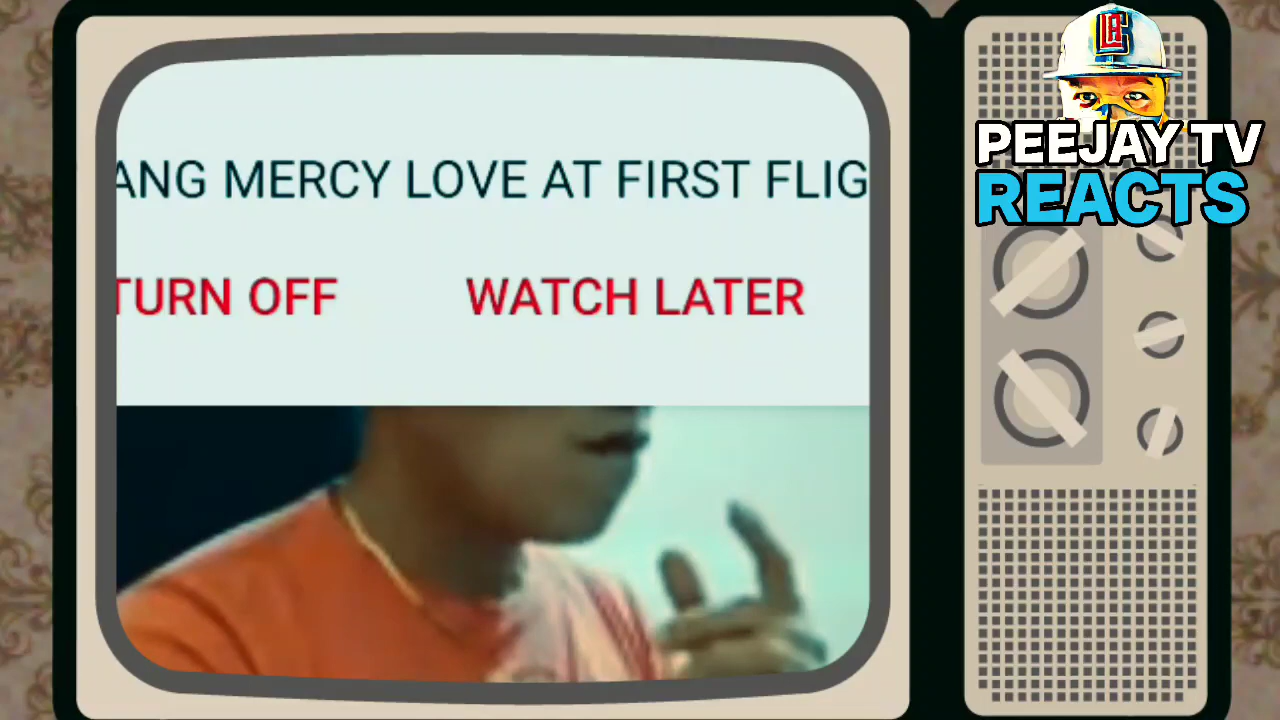 ANG MERCY LOVE AT FIRST FLIG
TURN OFF WATCH LATER
PEEJAY TV
REACTS